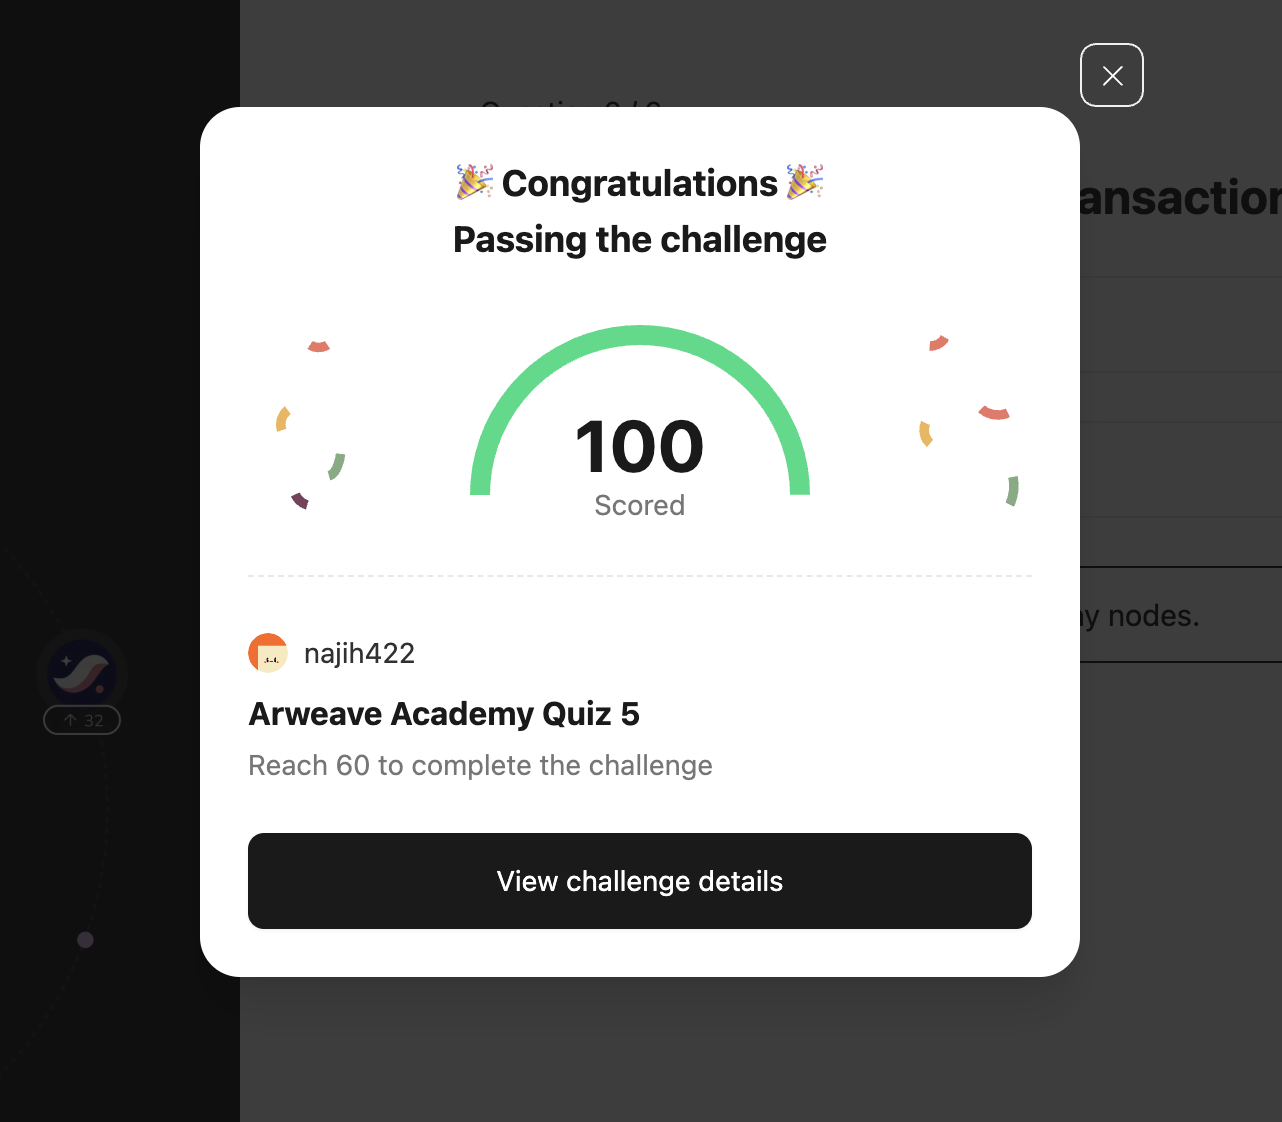 🎉 Congratulations 🎉
Passing the challenge
100
Scored
najih422
Arweave Academy Quiz 5
Reach 60 to complete the challenge
View challenge details
nodes.
↑ 32